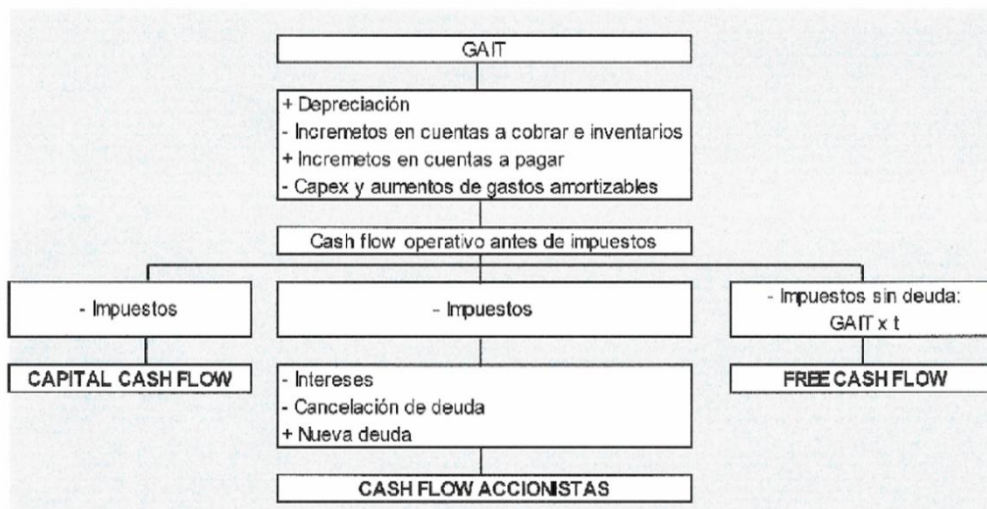 GAIT
+ Depreciación
- Incremetos en cuentas a cobrar e inventarios
+ Incremetos en cuentas a pagar
- Capex y aumentos de gastos amortizables
Cash flow operativo antes de impuestos
- Impuestos
- Impuestos
- Impuestos sin deuda:
GAIT x t
CAPITAL CASH FLOW
- Intereses
- Cancelación de deuda
+ Nueva deuda
FREE CASH FLOW
CASH FLOW ACCIONISTAS